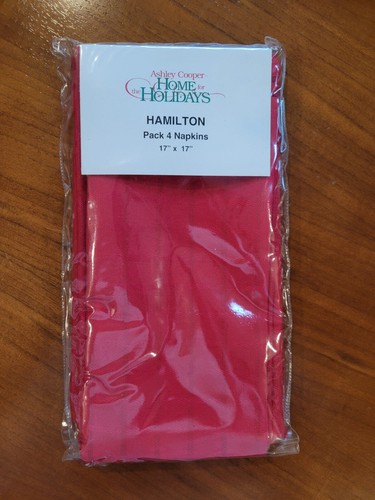 Ashley Cooper
HOME for
the HOLIDAYS
HAMILTON
Pack 4 Napkins
17" x 17"